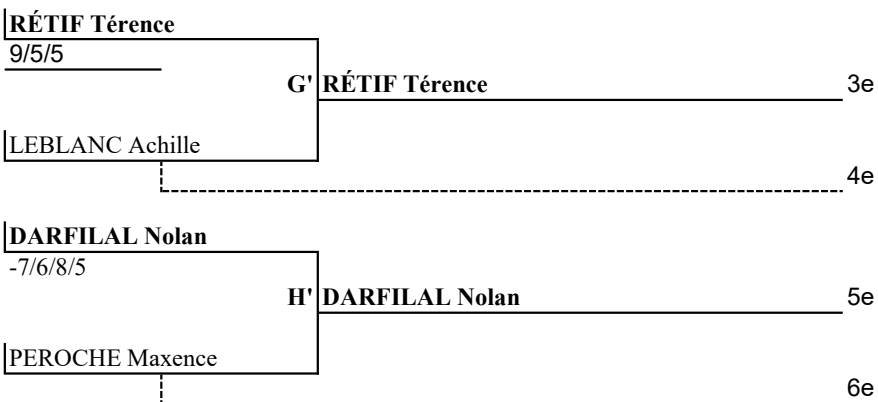 RÉTIF Térence
9/5/5
G' RÉTIF Térence 3e
LEBLANC Achille
4e
DARFILAL Nolan
-7/6/8/5
H' DARFILAL Nolan 5e
PEROCHE Maxence
6e